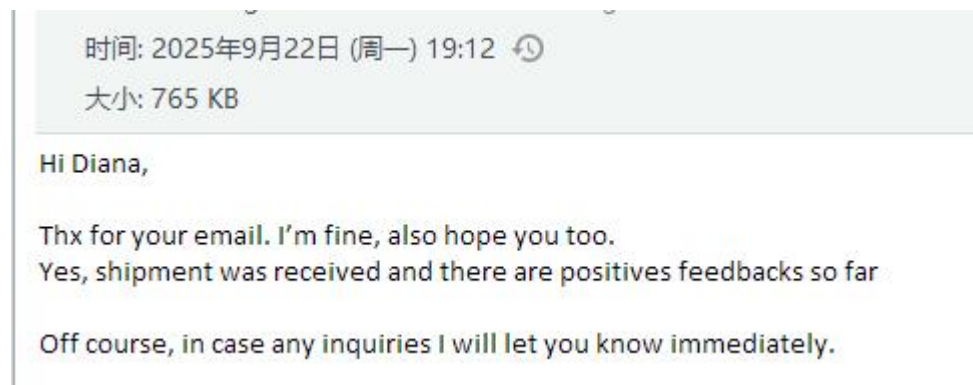 时间: 2025年9月22日 (周一) 19:12
大小: 765 KB
Hi Diana,
Thx for your email. I’m fine, also hope you too.
Yes, shipment was received and there are positives feedbacks so far
Off course, in case any inquiries I will let you know immediately.